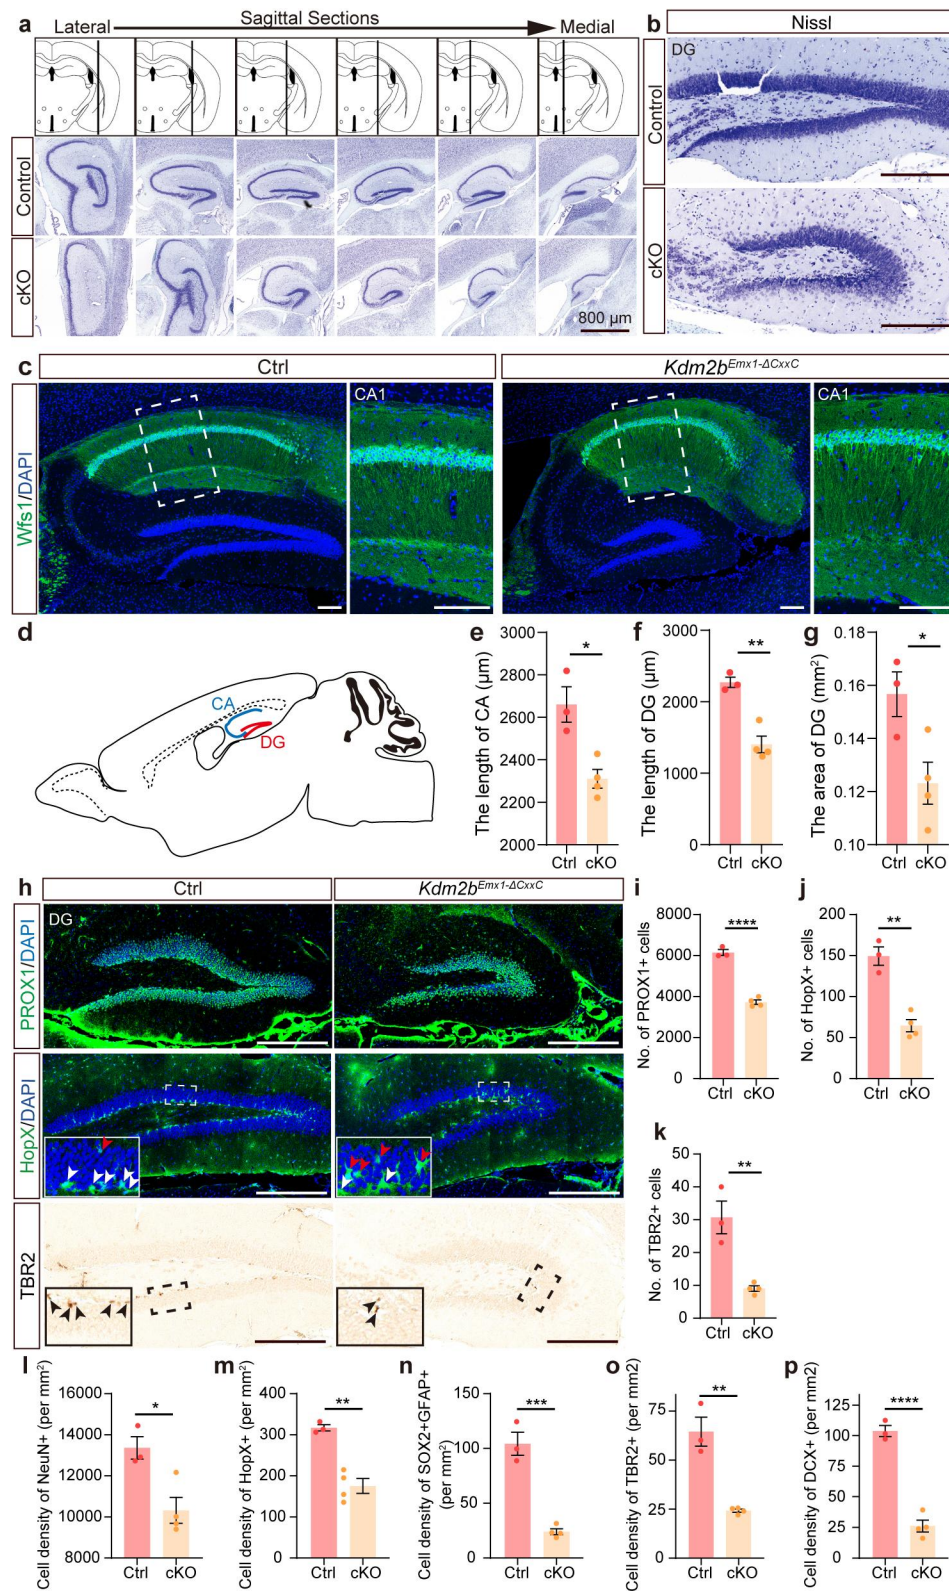 a
Sagittal Sections
Lateral
Medial
Control
cKO
800 µm
b
Nissl
DG
Control
cKO
c
Ctrl
Kdm2b^Emx1-ΔCxxC
Wfs1/DAPI
CA1
CA1
d
CA
DG
e
The length of CA (µm)
3000
2800
2600
2400
2200
2000
*
Ctrl cKO
f
The length of DG (µm)
3000
2000
1000
0
**
Ctrl cKO
g
The area of DG (mm²)
0.18
0.16
0.14
0.12
0.10
*
Ctrl cKO
h
Ctrl
Kdm2b^Emx1-ΔCxxC
PROX1/DAPI
DG
HopX/DAPI
TBR2
i
No. of PROX1+ cells
8000
6000
4000
2000
0
****
Ctrl cKO
j
No. of HopX+ cells
200
150
100
50
0
**
Ctrl cKO
k
No. of TBR2+ cells
50
40
30
20
10
0
**
Ctrl cKO
l
Cell density of NeuN+ (per mm²)
16000
14000
12000
10000
8000
*
Ctrl cKO
m
Cell density of HopX+ (per mm²)
400
300
200
100
0
**
Ctrl cKO
n
Cell density of SOX2+GFAP+
(per mm²)
150
100
50
0
***
Ctrl cKO
o
Cell density of TBR2+ (per mm2)
75
50
25
0
**
Ctrl cKO
p
Cell density of DCX+ (per mm2)
125
100
75
50
25
0
****
Ctrl cKO